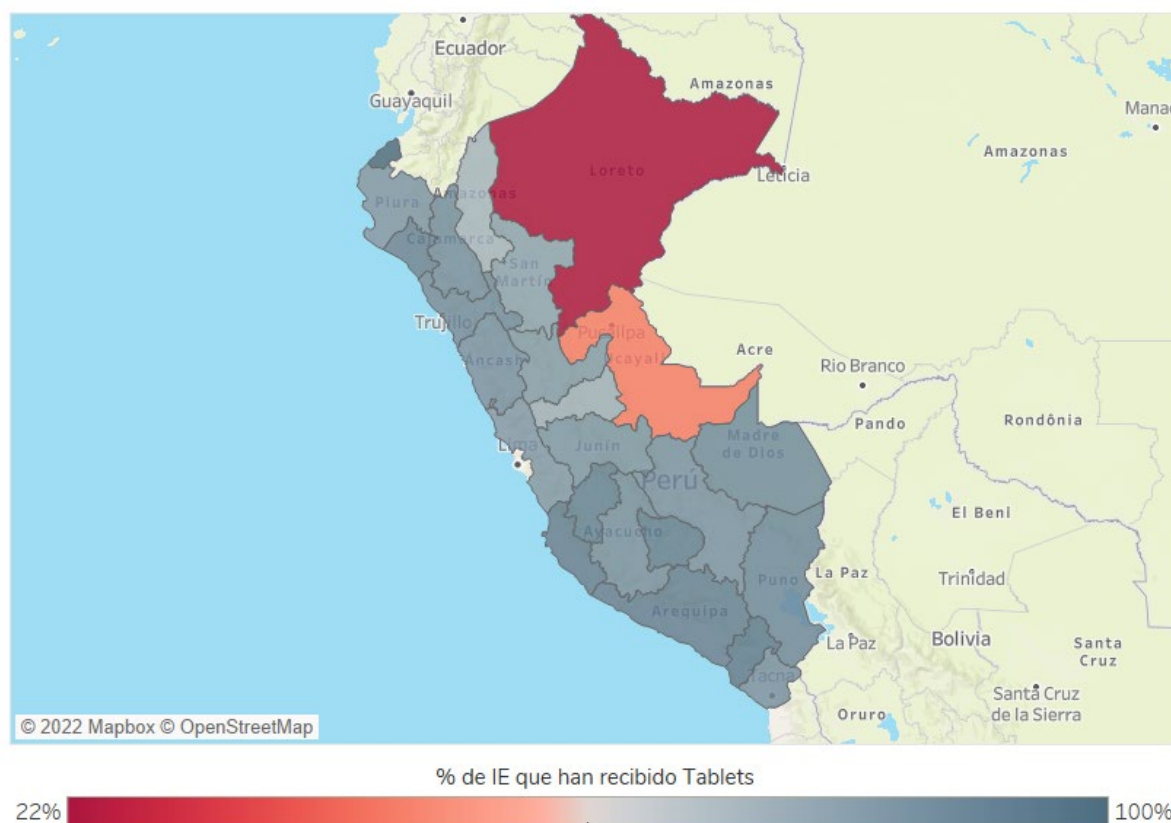 Ecuador
Guayaquil
Amazonas
Manac
Amazonas
Loreto
Leticia
Piura
Amazonas
Cajamarca
San
Martín
Trujillo
Pucallpa
Ucayali
Acre
Rio Branco
Ancash
Pando
Rondônia
Lima
Junín
Madre
de Dios
Perú
El Beni
Ayacucho
Puno
La Paz
Trinidad
Arequipa
La Paz
Bolivia
Santa
Cruz
Tacna
Santa Cruz
de la Sierra
Oruro
© 2022 Mapbox © OpenStreetMap
% de IE que han recibido Tablets
22%
100%